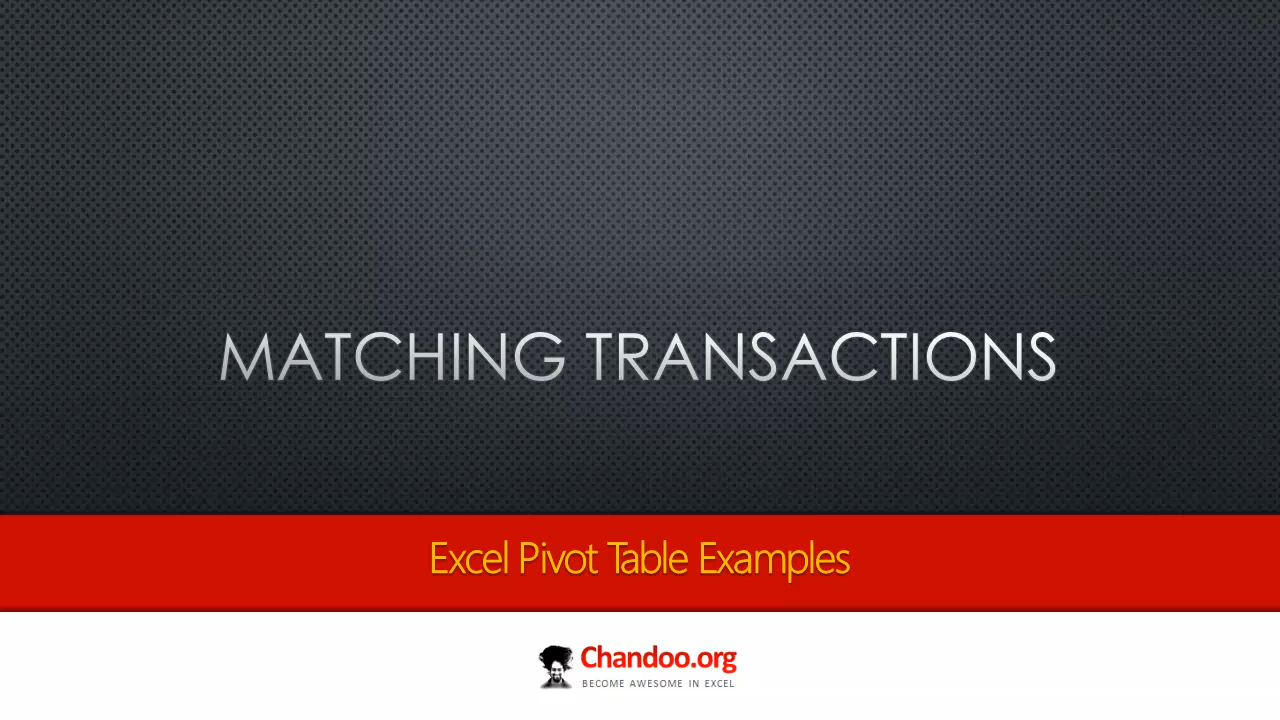 MATCHING TRANSACTIONS
Excel Pivot Table Examples
Chandoo.org
BECOME AWESOME IN EXCEL